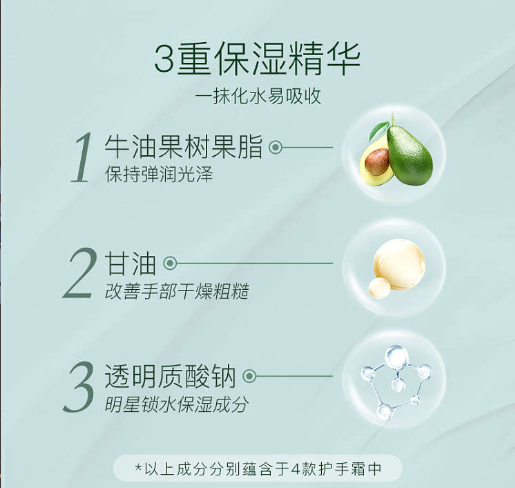 3重保湿精华
一抹化水易吸收
1
牛油果树果脂
保持弹润光泽
2
甘油
改善手部干燥粗糙
3
透明质酸钠
明星锁水保湿成分
*以上成分分别蕴含于4款护手霜中